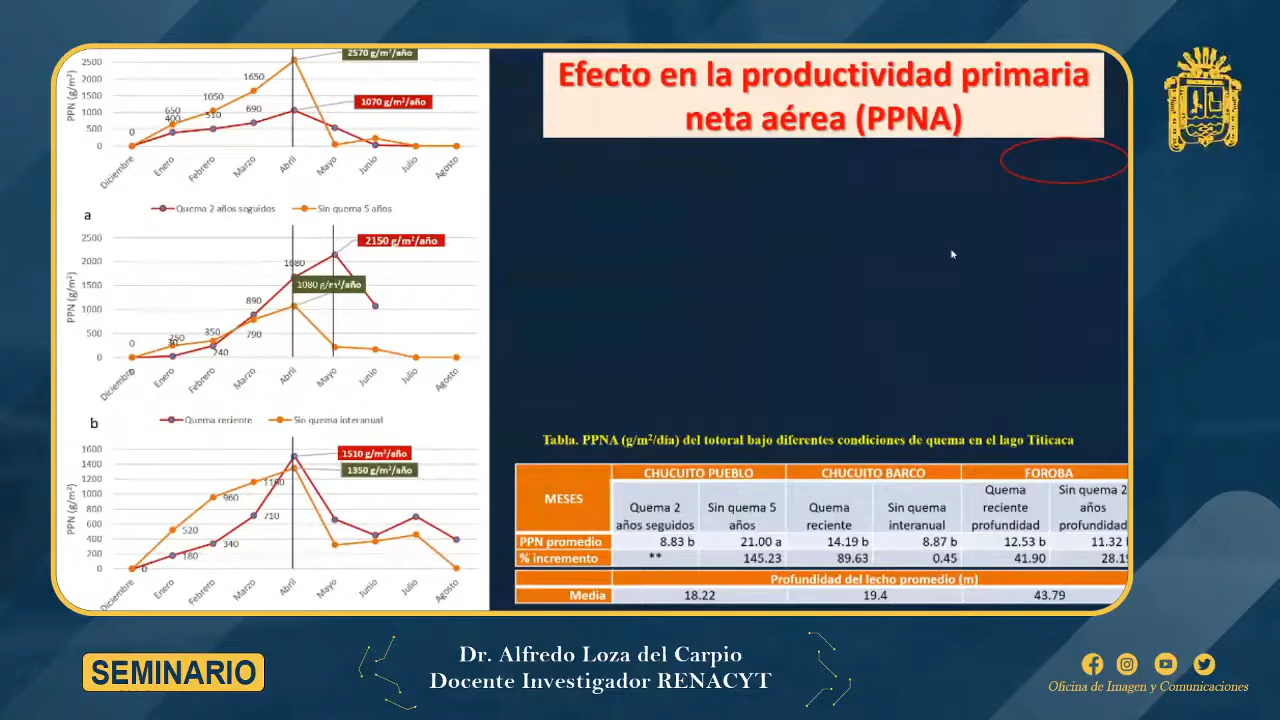 Efecto en la productividad primaria
neta aérea (PPNA)
2570 g/m²/año
1070 g/m²/año
PPN (g/m²)
2500
2000
1500
1000
500
0
0
650
400
1050
510
1650
690
Diciembre
Enero
Febrero
Marzo
Abril
Mayo
Junio
Julio
Agosto
a
Quema 2 años seguidos
Sin quema 5 años
2150 g/m²/año
1080 g/m²/año
PPN (g/m²)
2500
2000
1500
1000
500
0
0
0
250
30
350
240
890
790
1680
Diciembre
Enero
Febrero
Marzo
Abril
Mayo
Junio
Julio
Agosto
b
Quema reciente
Sin quema interanual
1510 g/m²/año
1350 g/m²/año
PPN (g/m²)
1600
1400
1200
1000
800
600
400
200
0
0
520
180
960
340
1160
710
Diciembre
Enero
Febrero
Marzo
Abril
Mayo
Junio
Julio
Agosto
Tabla. PPNA (g/m²/día) del totoral bajo diferentes condiciones de quema en el lago Titicaca
MESES CHUCUITO PUEBLO CHUCUITO BARCO FOROBA
Quema 2 años seguidos Sin quema 5 años Quema reciente Sin quema interanual Quema reciente profundidad Sin quema 2 años profundidad
PPN promedio 8.83 b 21.00 a 14.19 b 8.87 b 12.53 b 11.32
% incremento ** 145.23 89.63 0.45 41.90 28.19
Profundidad del lecho promedio (m)
Media 18.22 19.4 43.79
SEMINARIO
Dr. Alfredo Loza del Carpio
Docente Investigador RENACYT
Oficina de Imagen y Comunicaciones